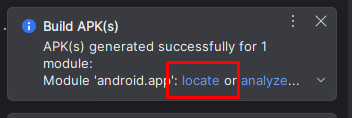 Build APK(s)
APK(s) generated successfully for 1
module:
Module 'android.app': locate or analyze...